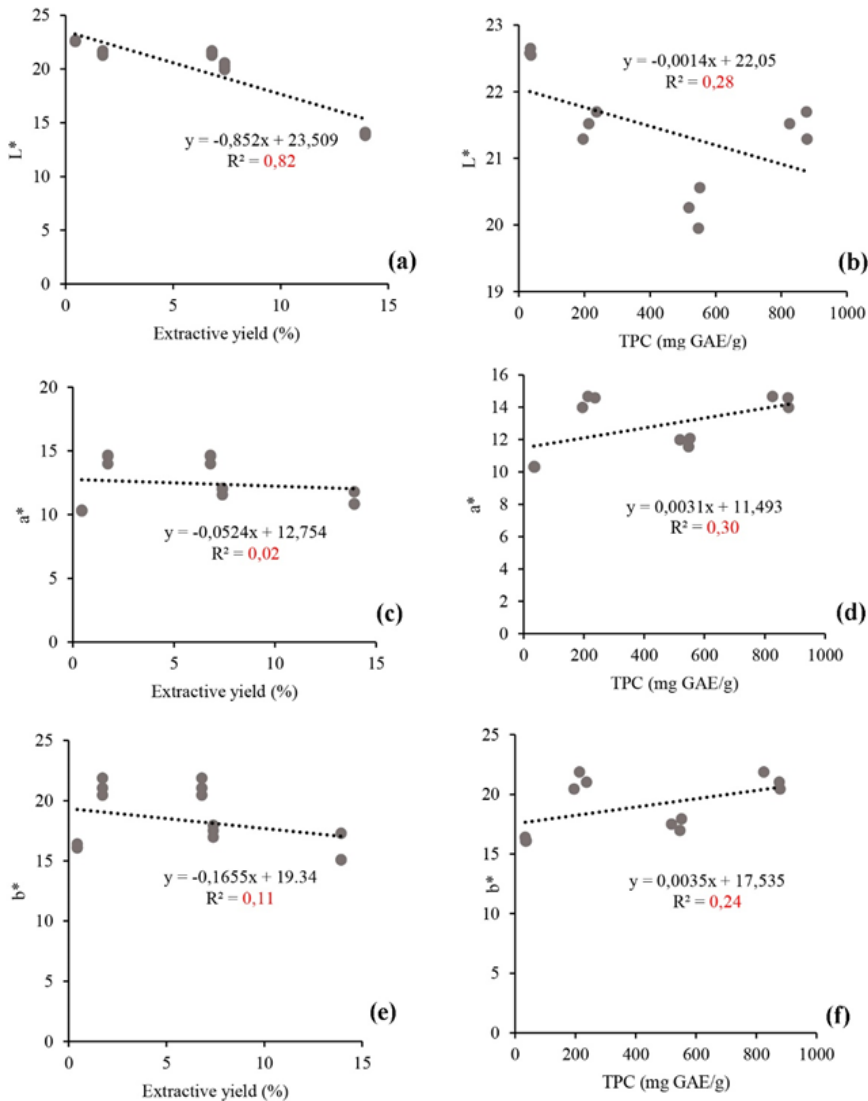 25
20
15
10
5
0
L*
y = -0,852x + 23,509
R² = 0,82
(a)
0
5
10
15
Extractive yield (%)
23
22
21
20
19
L*
y = -0,0014x + 22,05
R² = 0,28
(b)
0
200
400
600
800
1000
TPC (mg GAE/g)
20
15
10
5
0
a*
y = -0,0524x + 12,754
R² = 0,02
(c)
0
5
10
15
Extractive yield (%)
16
14
12
10
8
6
4
2
0
a*
y = 0,0031x + 11,493
R² = 0,30
(d)
0
200
400
600
800
1000
TPC (mg GAE/g)
25
20
15
10
5
0
b*
y = -0,1655x + 19.34
R² = 0,11
(e)
0
5
10
15
Extractive yield (%)
25
20
15
10
5
0
b*
y = 0,0035x + 17,535
R² = 0,24
(f)
0
200
400
600
800
1000
TPC (mg GAE/g)